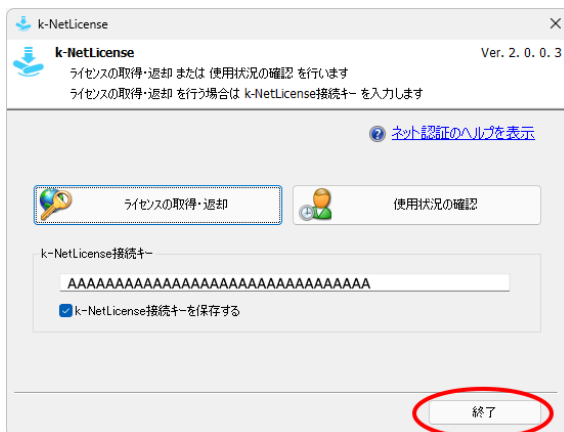 k-NetLicense
k-NetLicense Ver. 2. 0. 0. 3
ライセンスの取得・返却 または 使用状況の確認 を行います
ライセンスの取得・返却 を行う場合は k-NetLicense接続キー を入力します
ネット認証のヘルプを表示
ライセンスの取得・返却 使用状況の確認
k-NetLicense接続キー
AAAAAAAAAAAAAAAAAAAAAAAAAAAAAAAA
k-NetLicense接続キーを保存する
終了